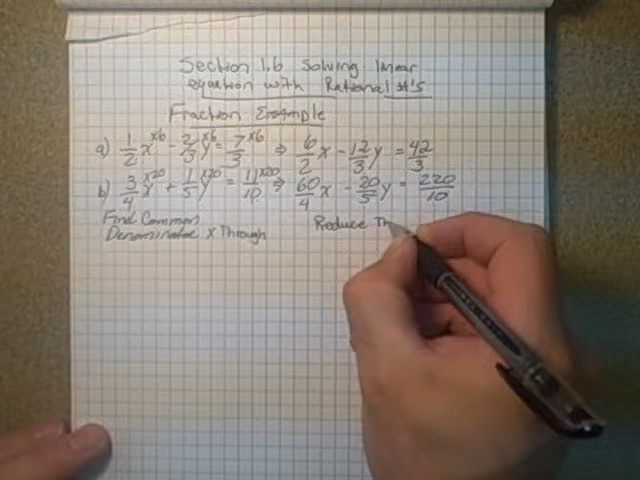 Section 1.6 Solving linear
equation with Rational #'s
Fraction Example
a) 1/2 x ×6 - 2/3 y ×6 = 7/3 ×6 ⇒ 6/2 x - 12/3 y = 42/3
b) 3/4 x ×20 + 1/5 y ×20 = 11/10 ×20 ⇒ 60/4 x - 20/5 y = 220/10
Find Common
Denominator × Through
Reduce Th